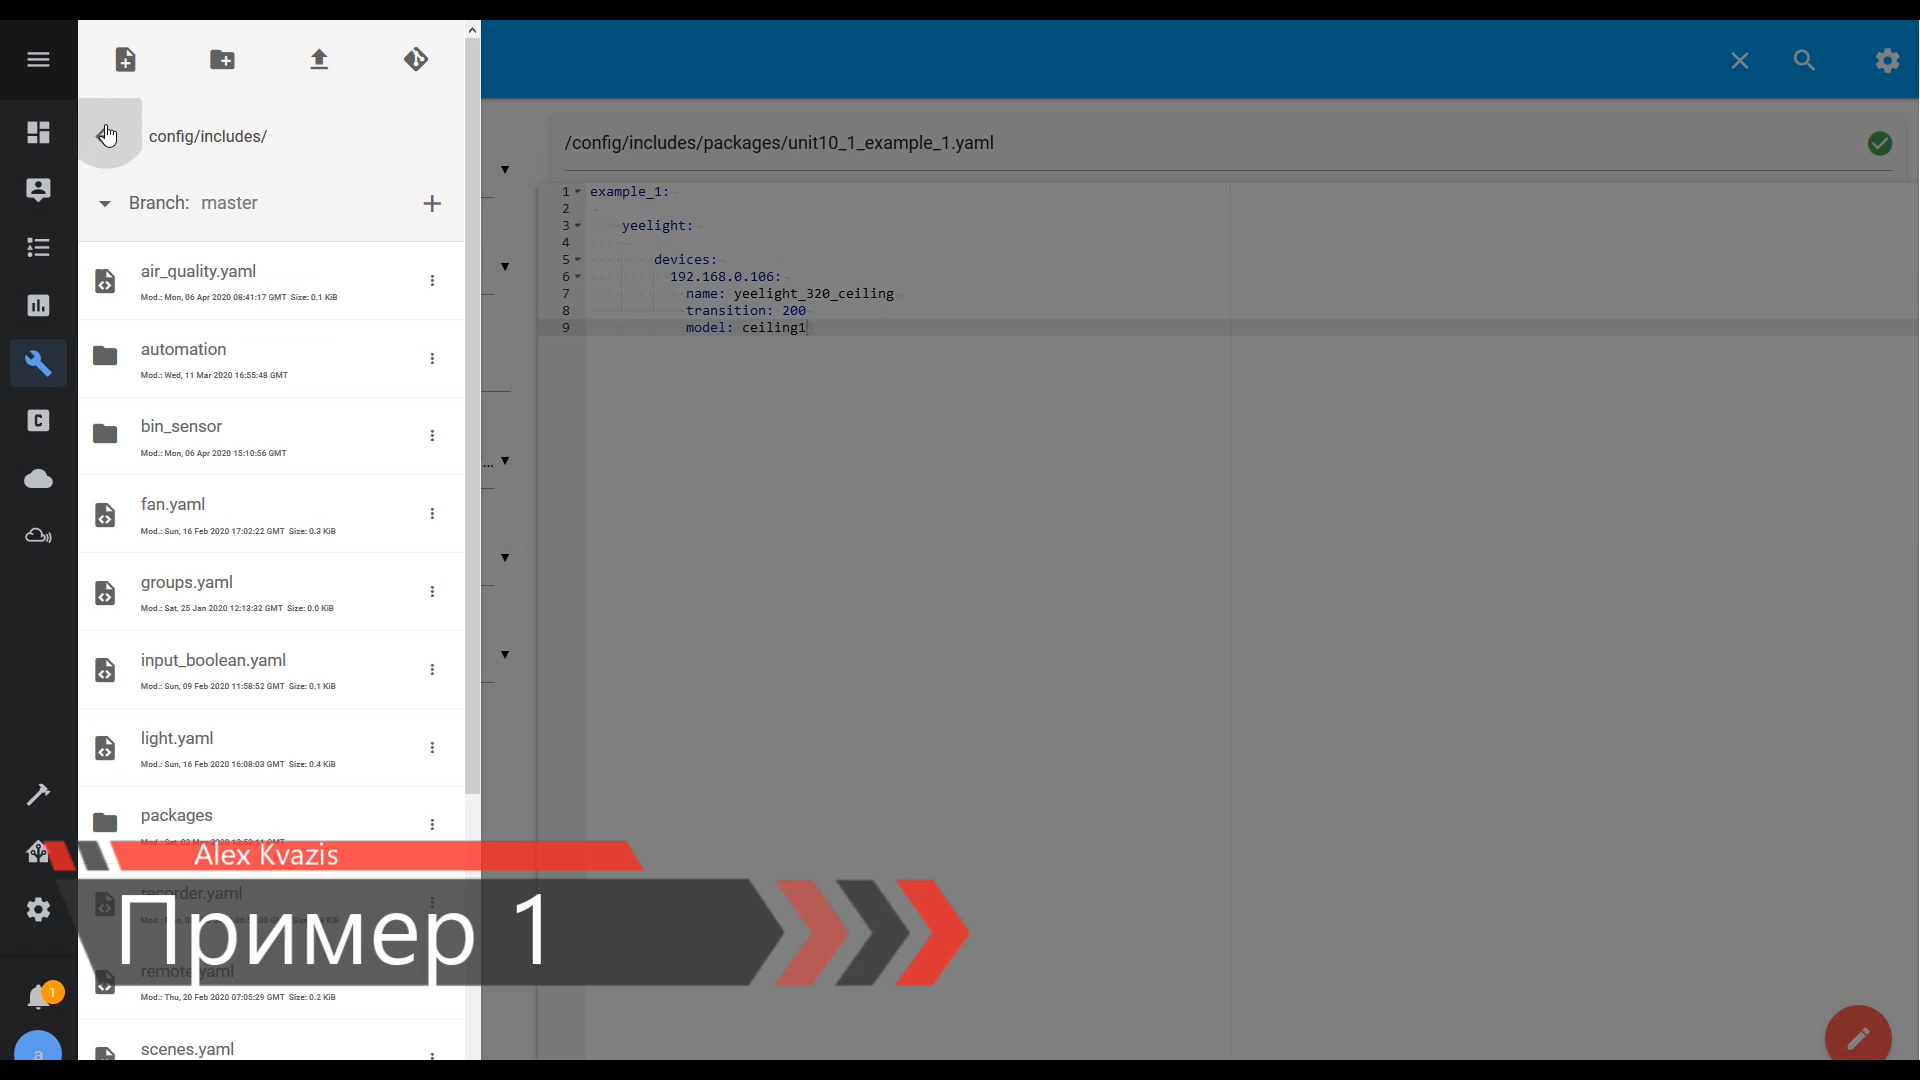 config/includes/
Branch: master
air_quality.yaml
Mod.: Mon, 06 Apr 2020 08:41:17 GMT Size: 0.1 KiB
automation
Mod.: Wed, 11 Mar 2020 16:55:48 GMT
bin_sensor
Mod.: Mon, 06 Apr 2020 15:10:56 GMT
fan.yaml
Mod.: Sun, 16 Feb 2020 17:02:22 GMT Size: 0.3 KiB
groups.yaml
Mod.: Sat, 25 Jan 2020 12:13:32 GMT Size: 0.0 KiB
input_boolean.yaml
Mod.: Sun, 09 Feb 2020 11:58:52 GMT Size: 0.1 KiB
light.yaml
Mod.: Sun, 16 Feb 2020 16:08:03 GMT Size: 0.4 KiB
packages
recorder.yaml
remote.yaml
Mod.: Thu, 20 Feb 2020 07:05:29 GMT Size: 0.2 KiB
scenes.yaml
C
1
a
...
/config/includes/packages/unit10_1_example_1.yaml
1 example_1:
2
3 yeelight:
4
5 devices:
6 192.168.0.106:
7 name: yeelight_320_ceiling
8 transition: 200
9 model: ceiling1
Alex Kvazis
Пример 1